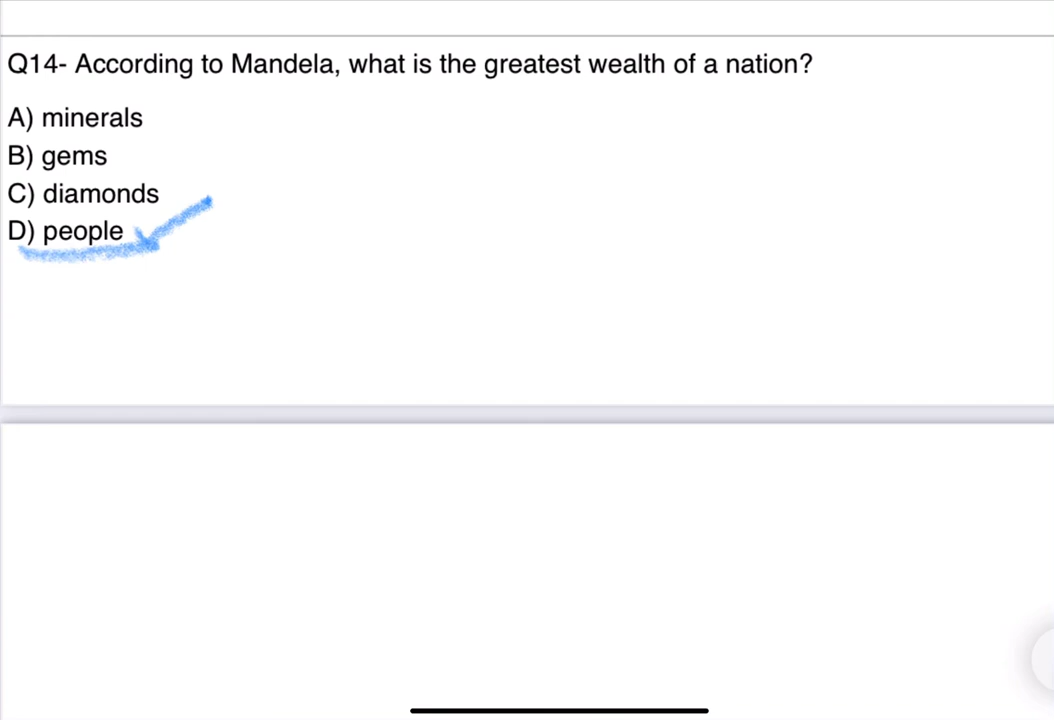 Q14- According to Mandela, what is the greatest wealth of a nation?
A) minerals
B) gems
C) diamonds
D) people